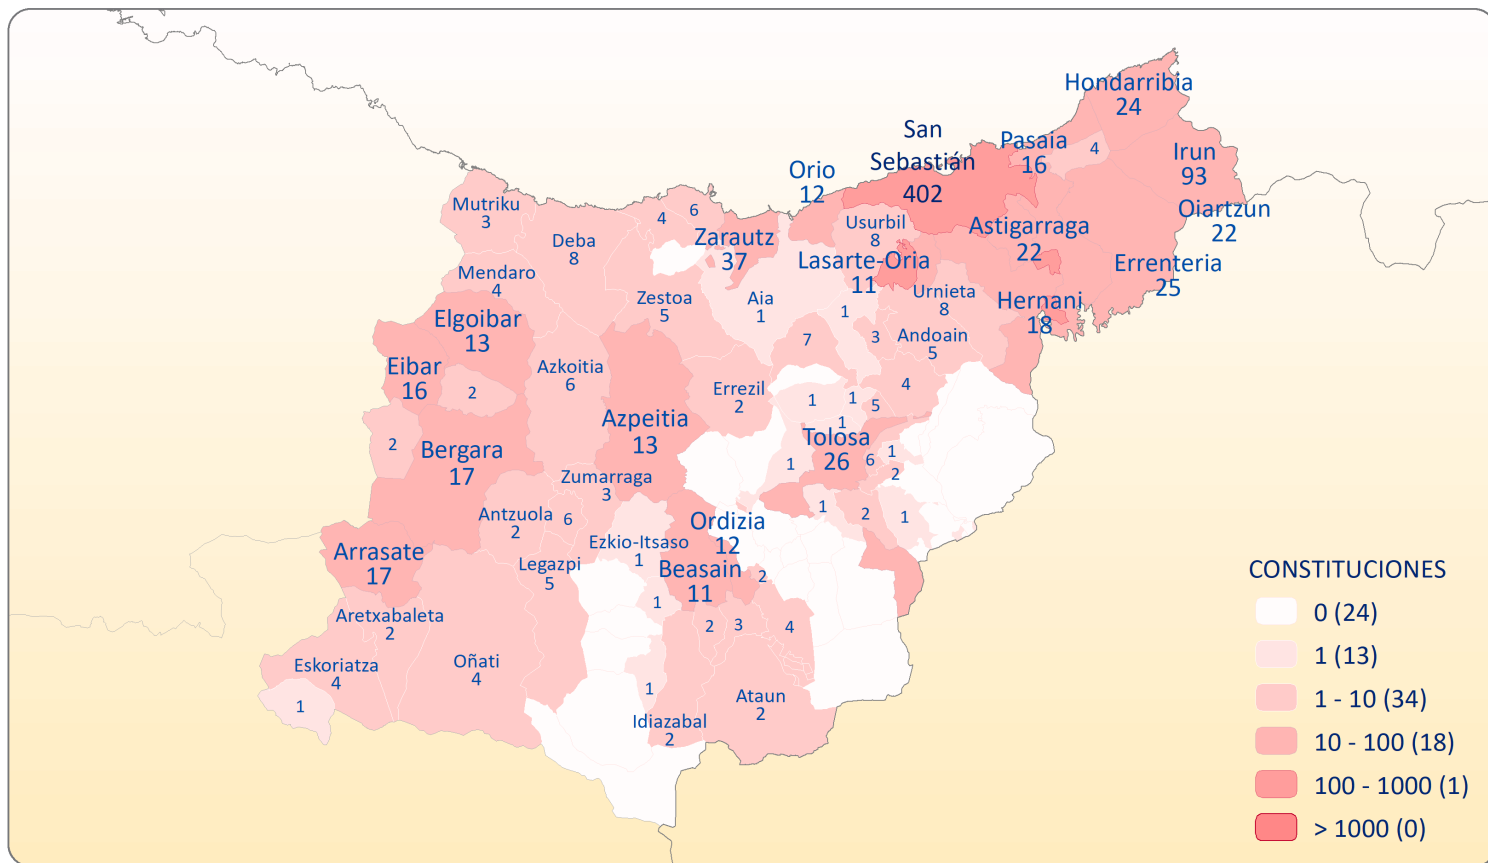 Hondarribia
24
San
Sebastián
402
Pasaia
16
4
Irun
93
Orio
12
Oiartzun
22
Mutriku
3
4
6
Usurbil
8
Astigarraga
22
Deba
8
Zarautz
37
Lasarte-Oria
11
Errenteria
25
Mendaro
4
Zestoa
5
Aia
1
1
Urnieta
8
Hernani
18
Elgoibar
13
7
3
Andoain
5
Eibar
16
2
Azkoitia
6
Errezil
2
4
1
1
5
Azpeitia
13
1
Tolosa
26
2
Bergara
17
1
6
1
2
Zumarraga
3
Antzuola
2
6
Ordizia
12
1
2
1
Arrasate
17
Ezkio-Itsaso
1
Legazpi
5
Beasain
11
2
1
Aretxabaleta
2
2
3
4
Eskoriatza
4
Oñati
4
1
1
Ataun
2
Idiazabal
2
CONSTITUCIONES
0 (24)
1 (13)
1 - 10 (34)
10 - 100 (18)
100 - 1000 (1)
> 1000 (0)